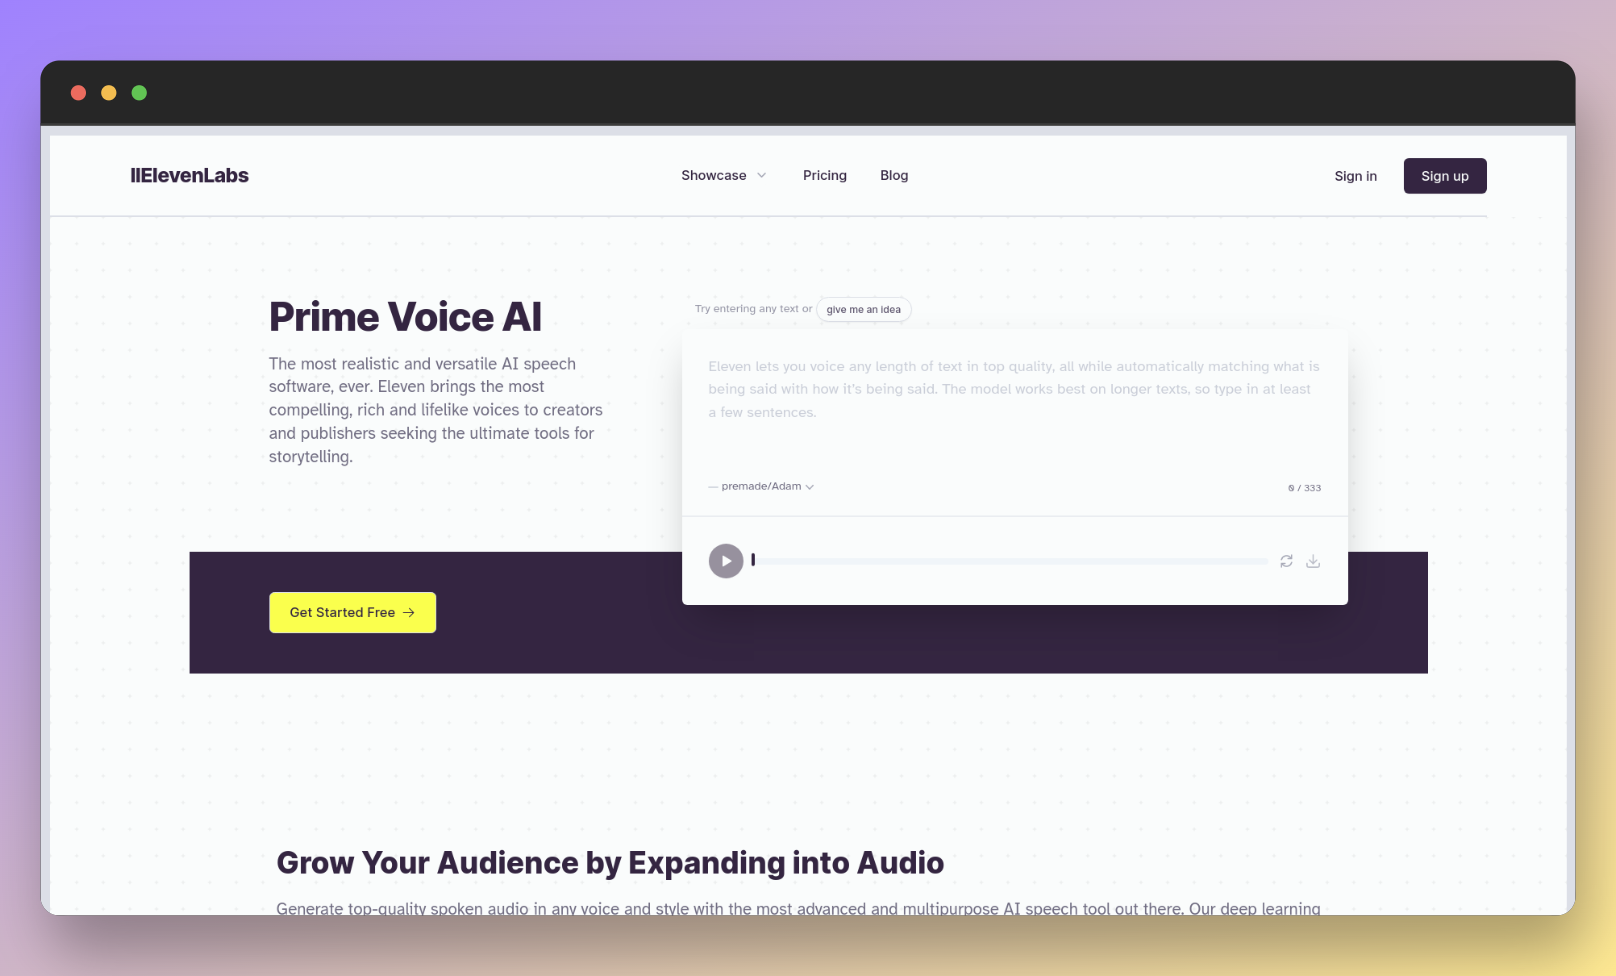 IIElevenLabs
Showcase
Pricing
Blog
Sign in
Sign up
Prime Voice AI
The most realistic and versatile AI speech
software, ever. Eleven brings the most
compelling, rich and lifelike voices to creators
and publishers seeking the ultimate tools for
storytelling.
Try entering any text or give me an idea
Eleven lets you voice any length of text in top quality, all while automatically matching what is
being said with how it's being said. The model works best on longer texts, so type in at least
a few sentences.
— premade/Adam
0 / 333
Get Started Free →
Grow Your Audience by Expanding into Audio
Generate top-quality spoken audio in any voice and style with the most advanced and multipurpose AI speech tool out there. Our deep learning